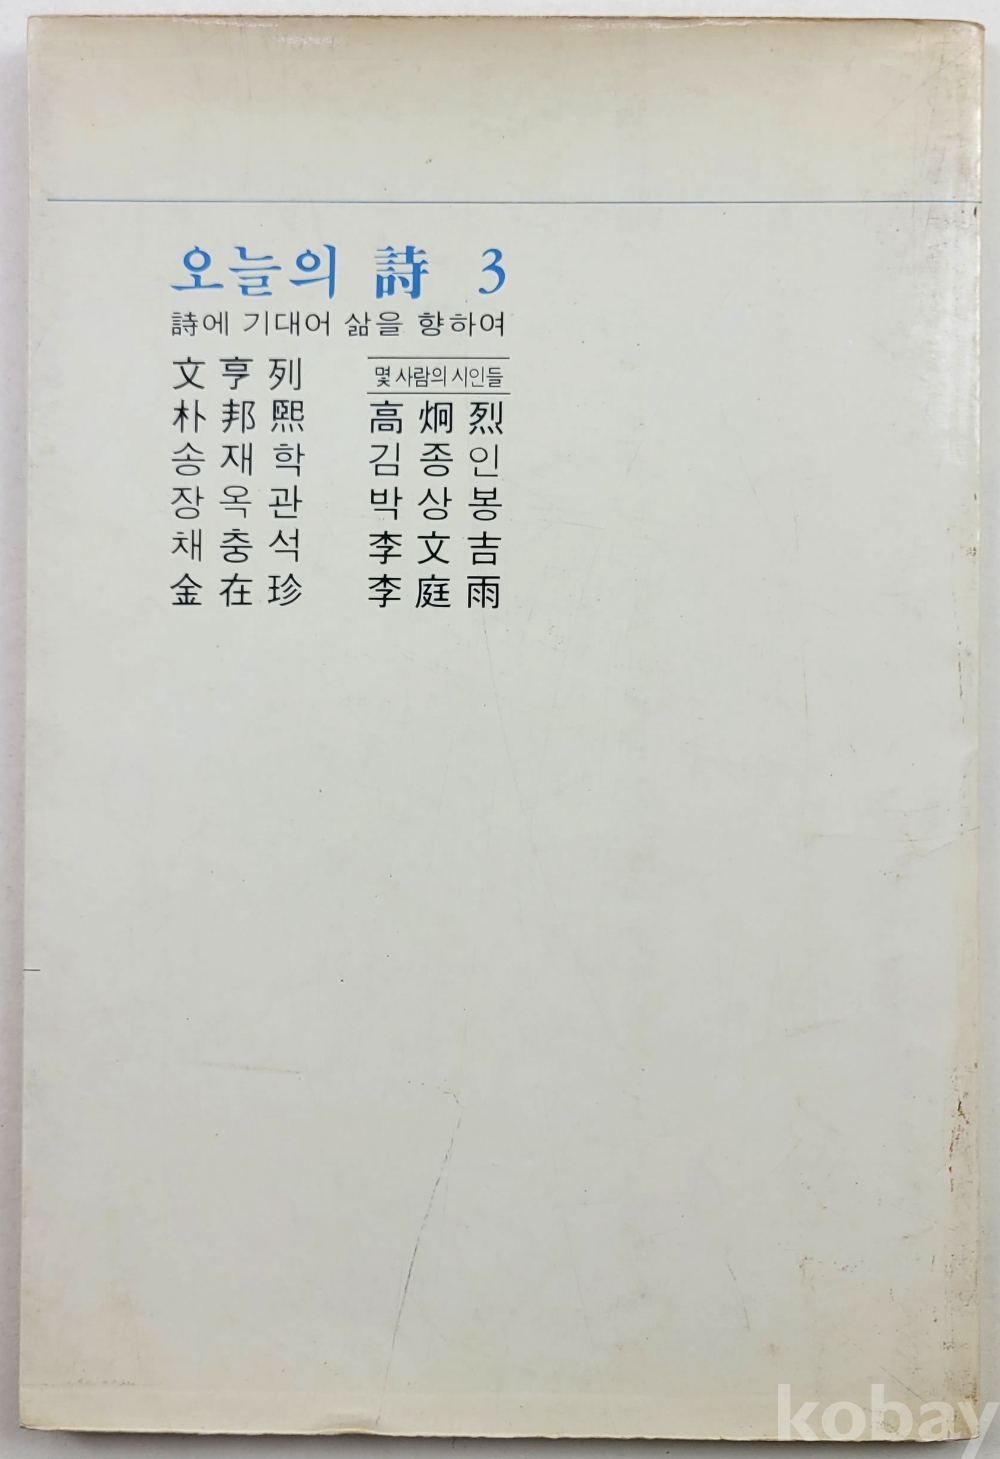 오늘의 詩 3
詩에 기대어 삶을 향하여
文亨列
朴邦熙
송재학
장옥관
채충석
金在珍
몇 사람의 시인들
高炯烈
김종인
박상봉
李文吉
李庭雨
kobay